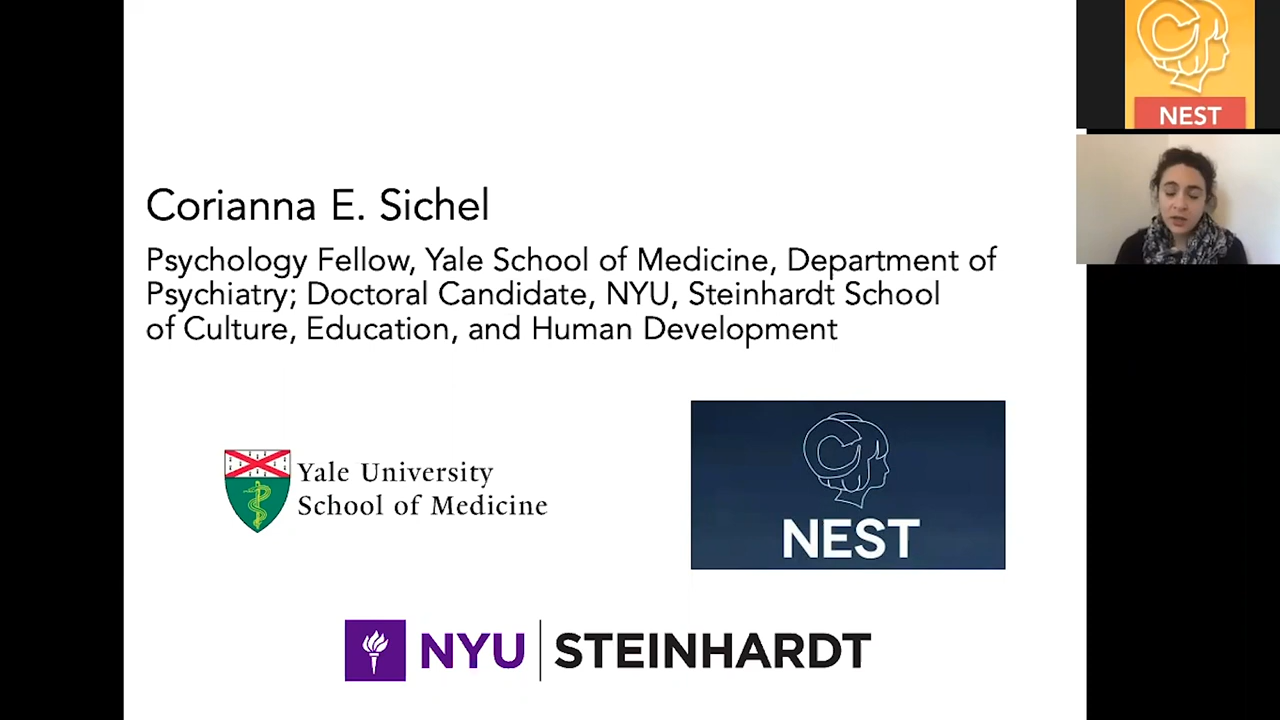 Corianna E. Sichel
Psychology Fellow, Yale School of Medicine, Department of
Psychiatry; Doctoral Candidate, NYU, Steinhardt School
of Culture, Education, and Human Development
Yale University
School of Medicine
NEST
NYU STEINHARDT
NEST